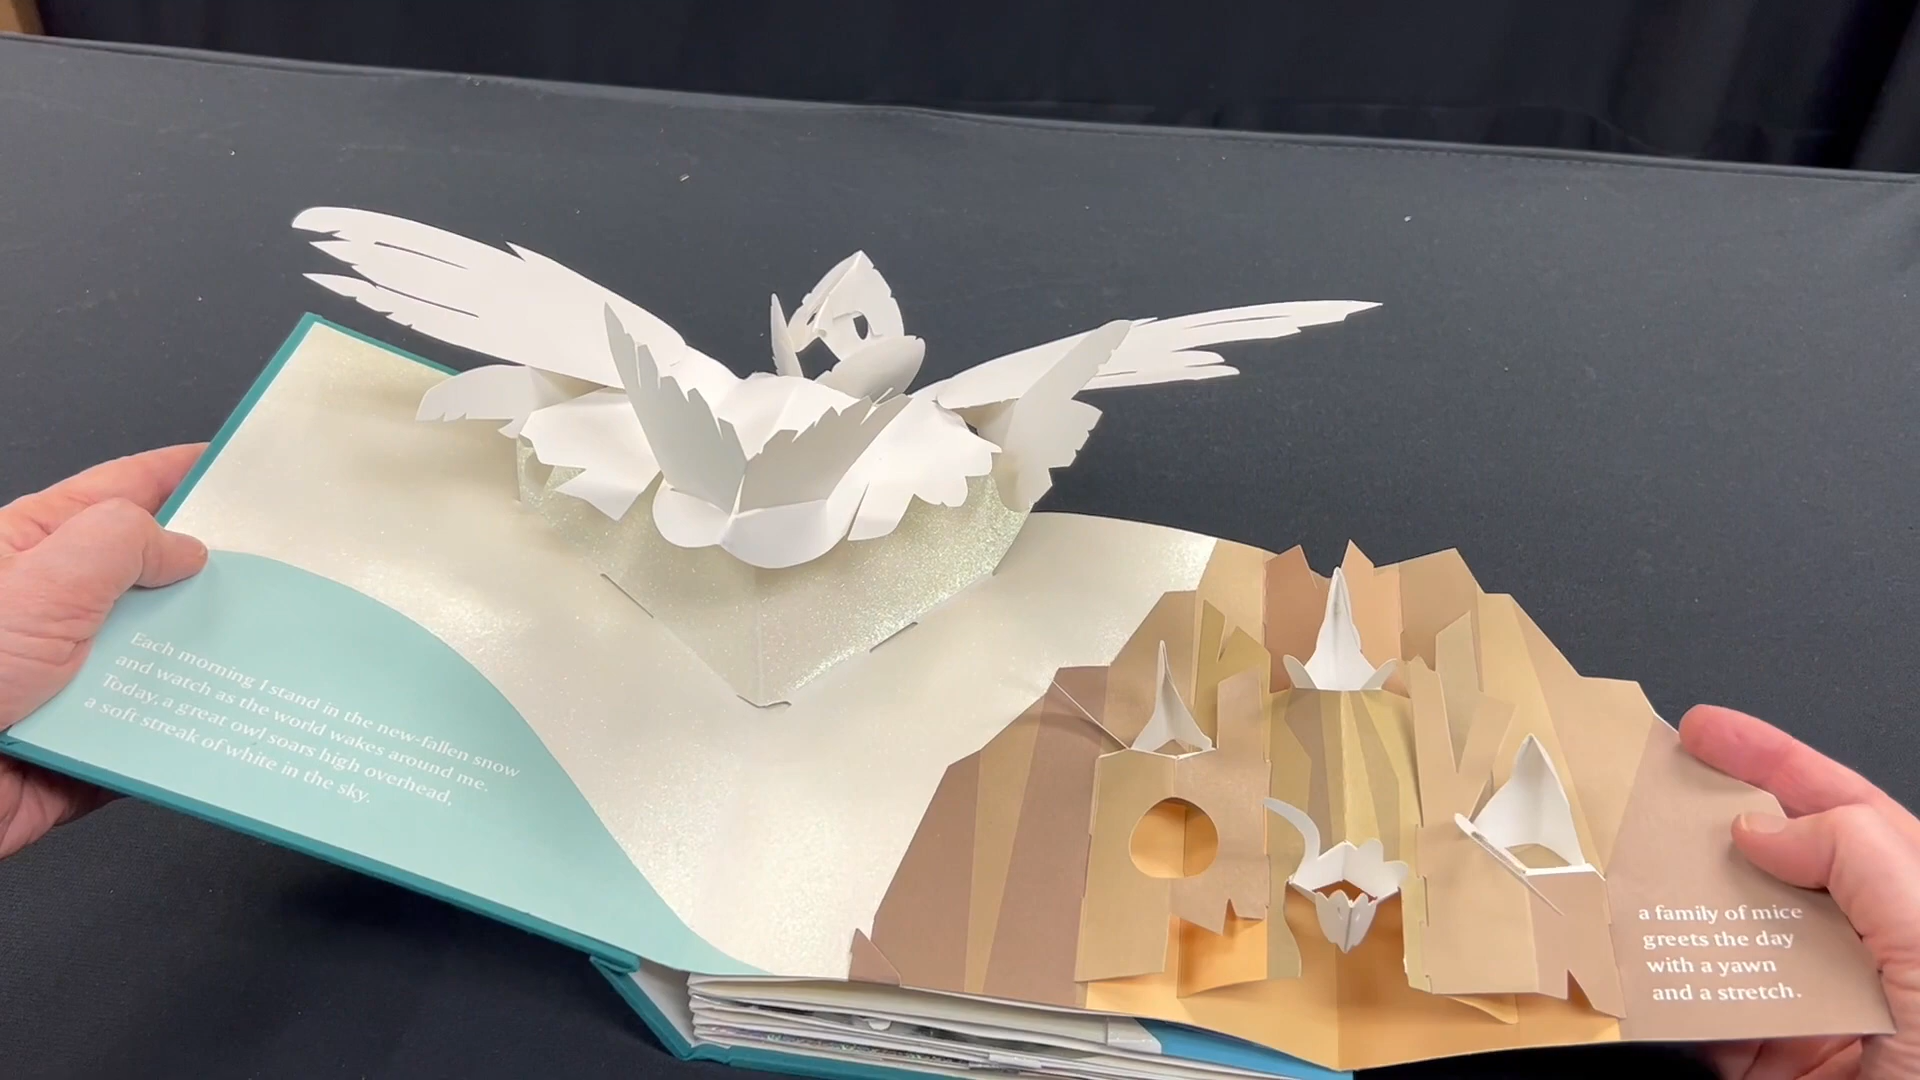 Each morning I stand in the new-fallen snow
and watch as the world wakes around me.
Today, a great owl soars high overhead,
a soft streak of white in the sky.
a family of mice
greets the day
with a yawn
and a stretch.